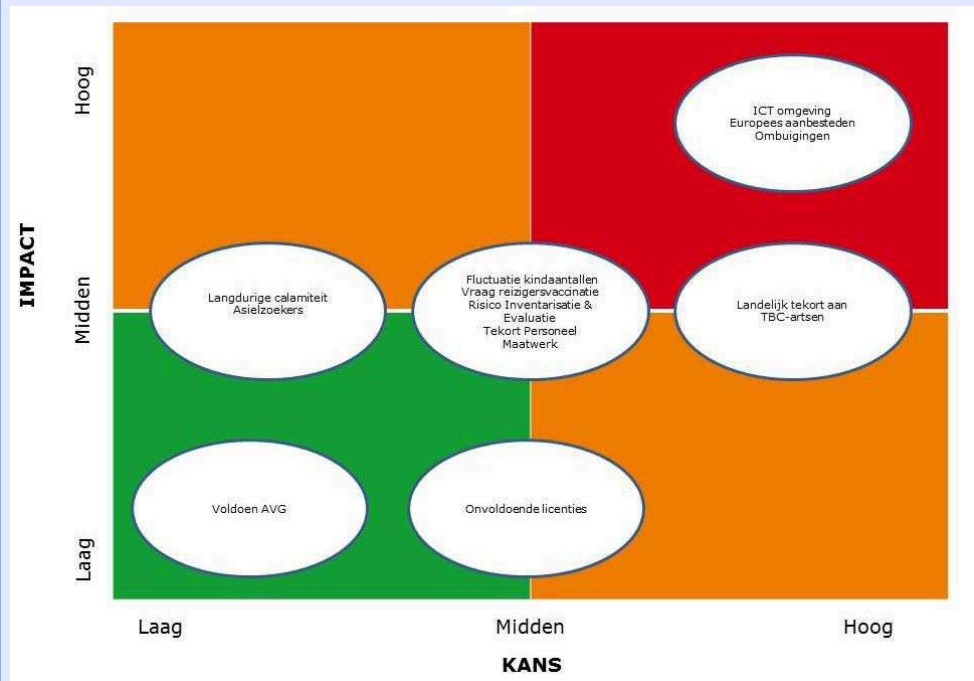 Hoog
ICT omgeving
Europees aanbesteden
Ombuigingen
IMPACT
Midden
Langdurige calamiteit
Asielzoekers
Fluctuatie kindaantallen
Vraag reizigersvaccinatie
Risico Inventarisatie &
Evaluatie
Tekort Personeel
Maatwerk
Landelijk tekort aan
TBC-artsen
Laag
Voldoen AVG
Onvoldoende licenties
Laag
Midden
Hoog
KANS